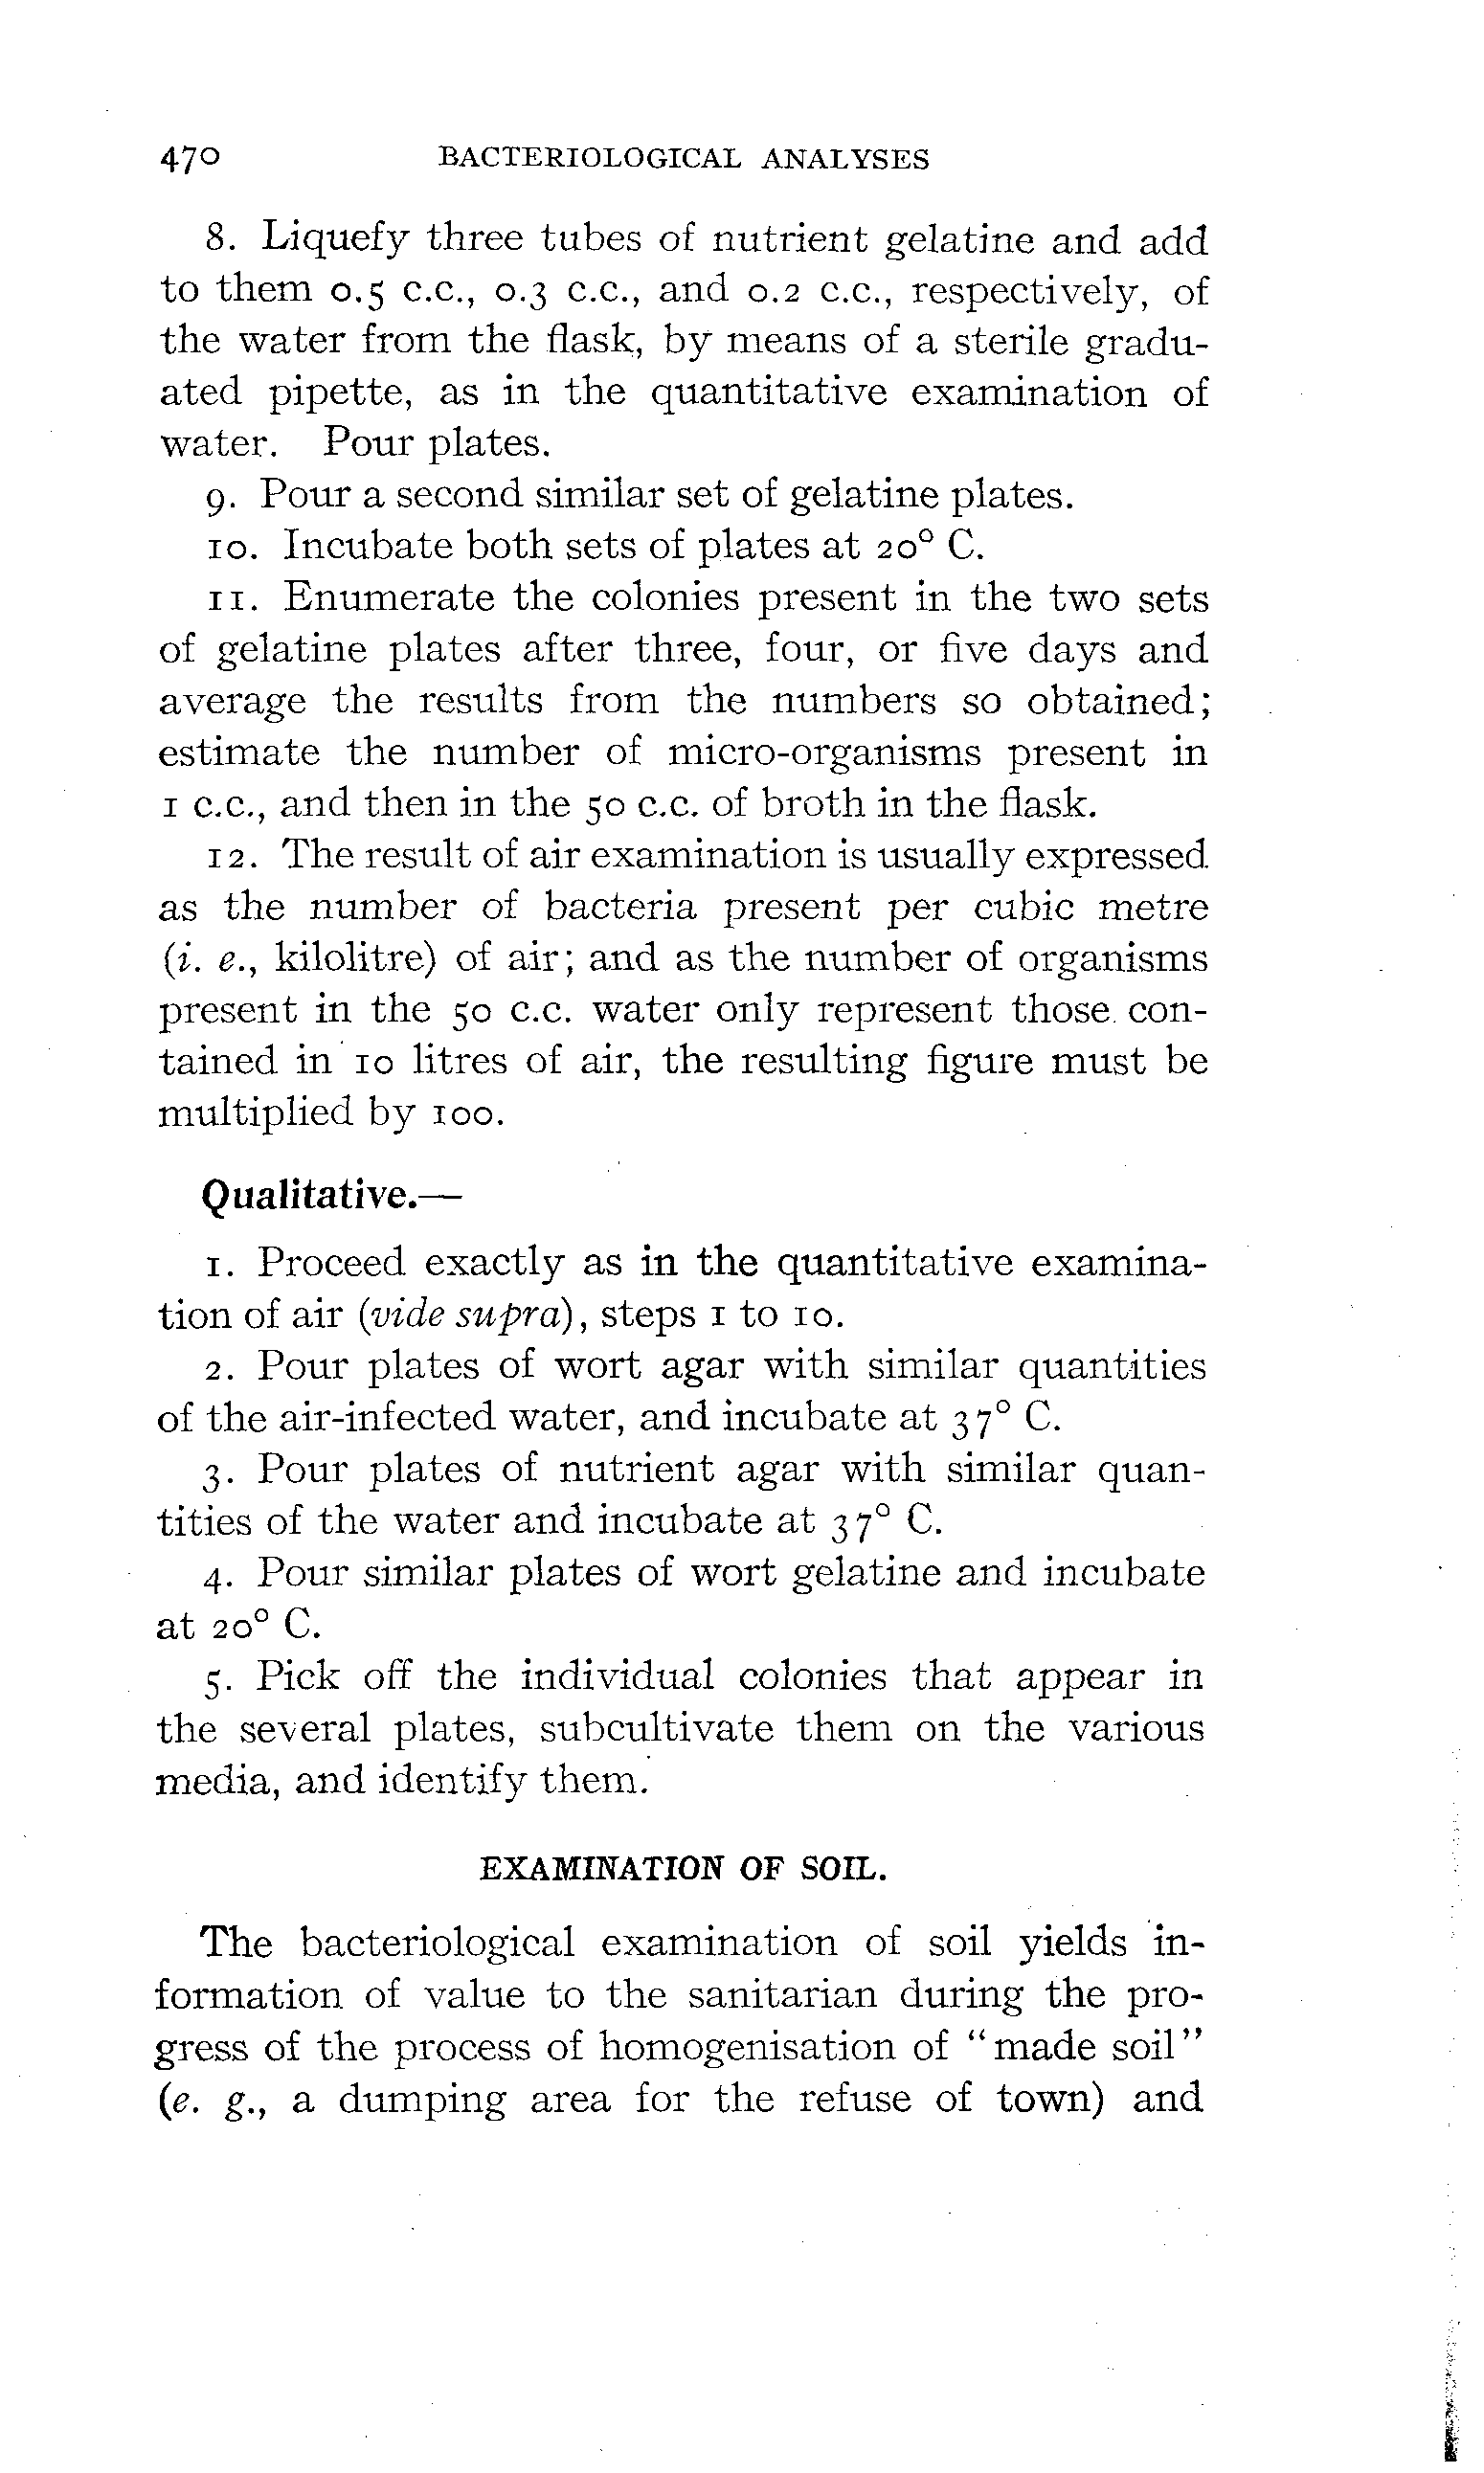 470 BACTERIOLOGICAL ANALYSES
8. Liquefy three tubes of nutrient gelatine and add
to them 0.5 c.c., 0.3 c.c., and 0.2 c.c., respectively, of
the water from the flask, by means of a sterile gradu-
ated pipette, as in the quantitative examination of
water. Pour plates.
9. Pour a second similar set of gelatine plates.
10. Incubate both sets of plates at 20° C.
11. Enumerate the colonies present in the two sets
of gelatine plates after three, four, or five days and
average the results from the numbers so obtained;
estimate the number of micro-organisms present in
1 c.c., and then in the 50 c.c. of broth in the flask.
12. The result of air examination is usually expressed
as the number of bacteria present per cubic metre
(i. e., kilolitre) of air; and as the number of organisms
present in the 50 c.c. water only represent those con-
tained in 10 litres of air, the resulting figure must be
multiplied by 100.
Qualitative.—
1. Proceed exactly as in the quantitative examina-
tion of air (vide supra), steps 1 to 10.
2. Pour plates of wort agar with similar quantities
of the air-infected water, and incubate at 37° C.
3. Pour plates of nutrient agar with similar quan-
tities of the water and incubate at 37° C.
4. Pour similar plates of wort gelatine and incubate
at 20° C.
5. Pick off the individual colonies that appear in
the several plates, subcultivate them on the various
media, and identify them.
EXAMINATION OF SOIL.
The bacteriological examination of soil yields in-
formation of value to the sanitarian during the pro-
gress of the process of homogenisation of "made soil"
(e. g., a dumping area for the refuse of town) and